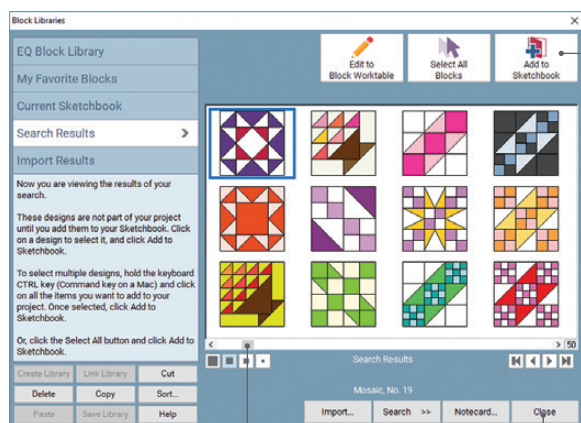 Block Libraries
EQ Block Library
My Favorite Blocks
Current Sketchbook
Search Results
Import Results
Now you are viewing the results of your
search.
These designs are not part of your project
until you add them to your Sketchbook. Click
on a design to select it, and click Add to
Sketchbook.
To select multiple designs, hold the keyboard
CTRL key (Command key on a Mac) and click
on all the items you want to add to your
project. Once selected, click Add to
Sketchbook.
Or, click the Select All button and click Add to
Sketchbook.
Create Library Link Library Cut
Delete Copy Sort...
Paste Save Library Help
Edit to
Block Worktable
Select All
Blocks
Add to
Sketchbook
50
Search Results
Mosaic, No. 19
Import... Search >> Notecard... Close